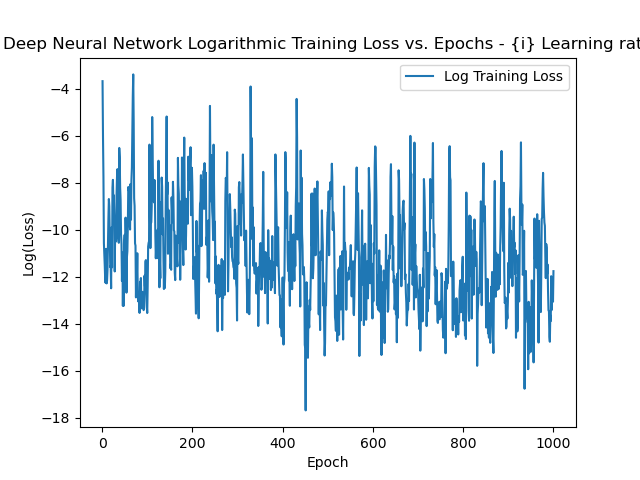 Deep Neural Network Logarithmic Training Loss vs. Epochs - {i} Learning rat
Log Training Loss
−4
−6
−8
−10
−12
−14
−16
−18
Log(Loss)
0 200 400 600 800 1000
Epoch